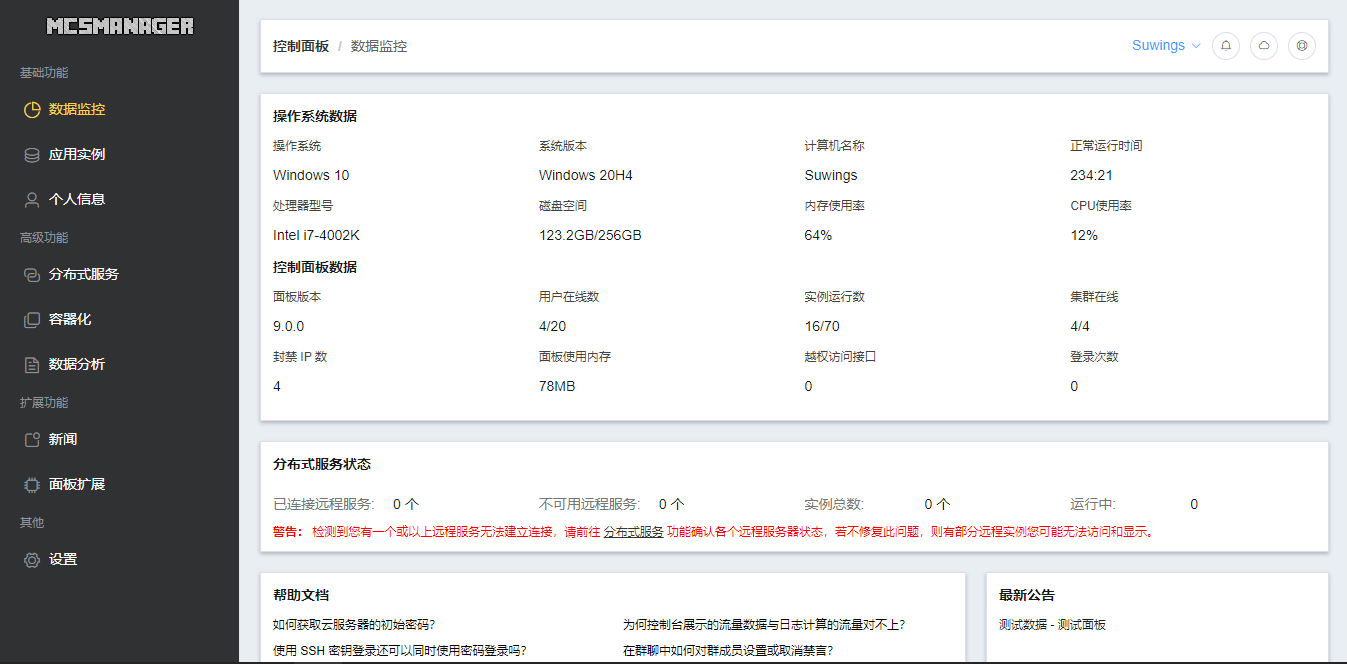 MCSMANAGER
基础功能
数据监控
应用实例
个人信息
高级功能
分布式服务
容器化
数据分析
扩展功能
新闻
面板扩展
其他
设置
控制面板 / 数据监控
Suwings
操作系统数据
操作系统 系统版本 计算机名称 正常运行时间
Windows 10 Windows 20H4 Suwings 234:21
处理器型号 磁盘空间 内存使用率 CPU使用率
Intel i7-4002K 123.2GB/256GB 64% 12%
控制面板数据
面板版本 用户在线数 实例运行数 集群在线
9.0.0 4/20 16/70 4/4
封禁 IP 数 面板使用内存 越权访问接口 登录次数
4 78MB 0 0
分布式服务状态
已连接远程服务: 0 个 不可用远程服务: 0 个 实例总数: 0 个 运行中: 0
警告: 检测到您有一个或以上远程服务无法建立连接，请前往 分布式服务 功能确认各个远程服务器状态，若不修复此问题，则有部分远程实例您可能无法访问和显示。
帮助文档
如何获取云服务器的初始密码? 为何控制台展示的流量数据与日志计算的流量对不上?
使用 SSH 密钥登录还可以同时使用密码登录吗? 在群聊中如何对群成员设置或取消禁言?
最新公告
测试数据 - 测试面板